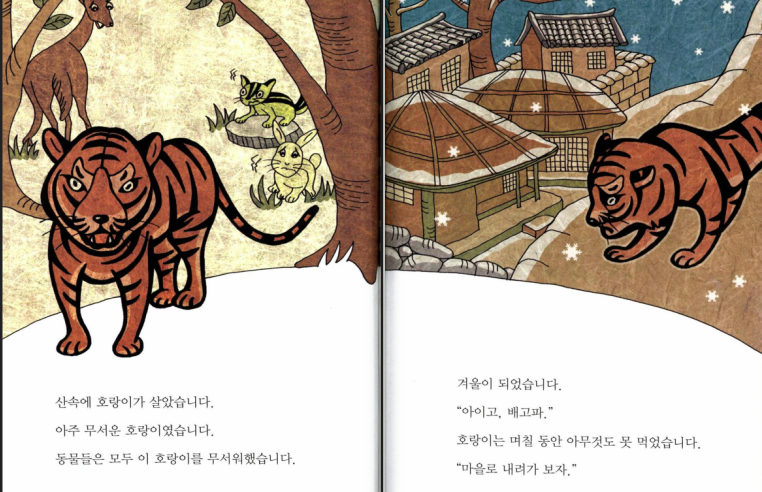 산속에 호랑이가 살았습니다.
아주 무서운 호랑이였습니다.
동물들은 모두 이 호랑이를 무서워했습니다.
겨울이 되었습니다.
“아이고, 배고파.”
호랑이는 며칠 동안 아무것도 못 먹었습니다.
“마을로 내려가 보자.”